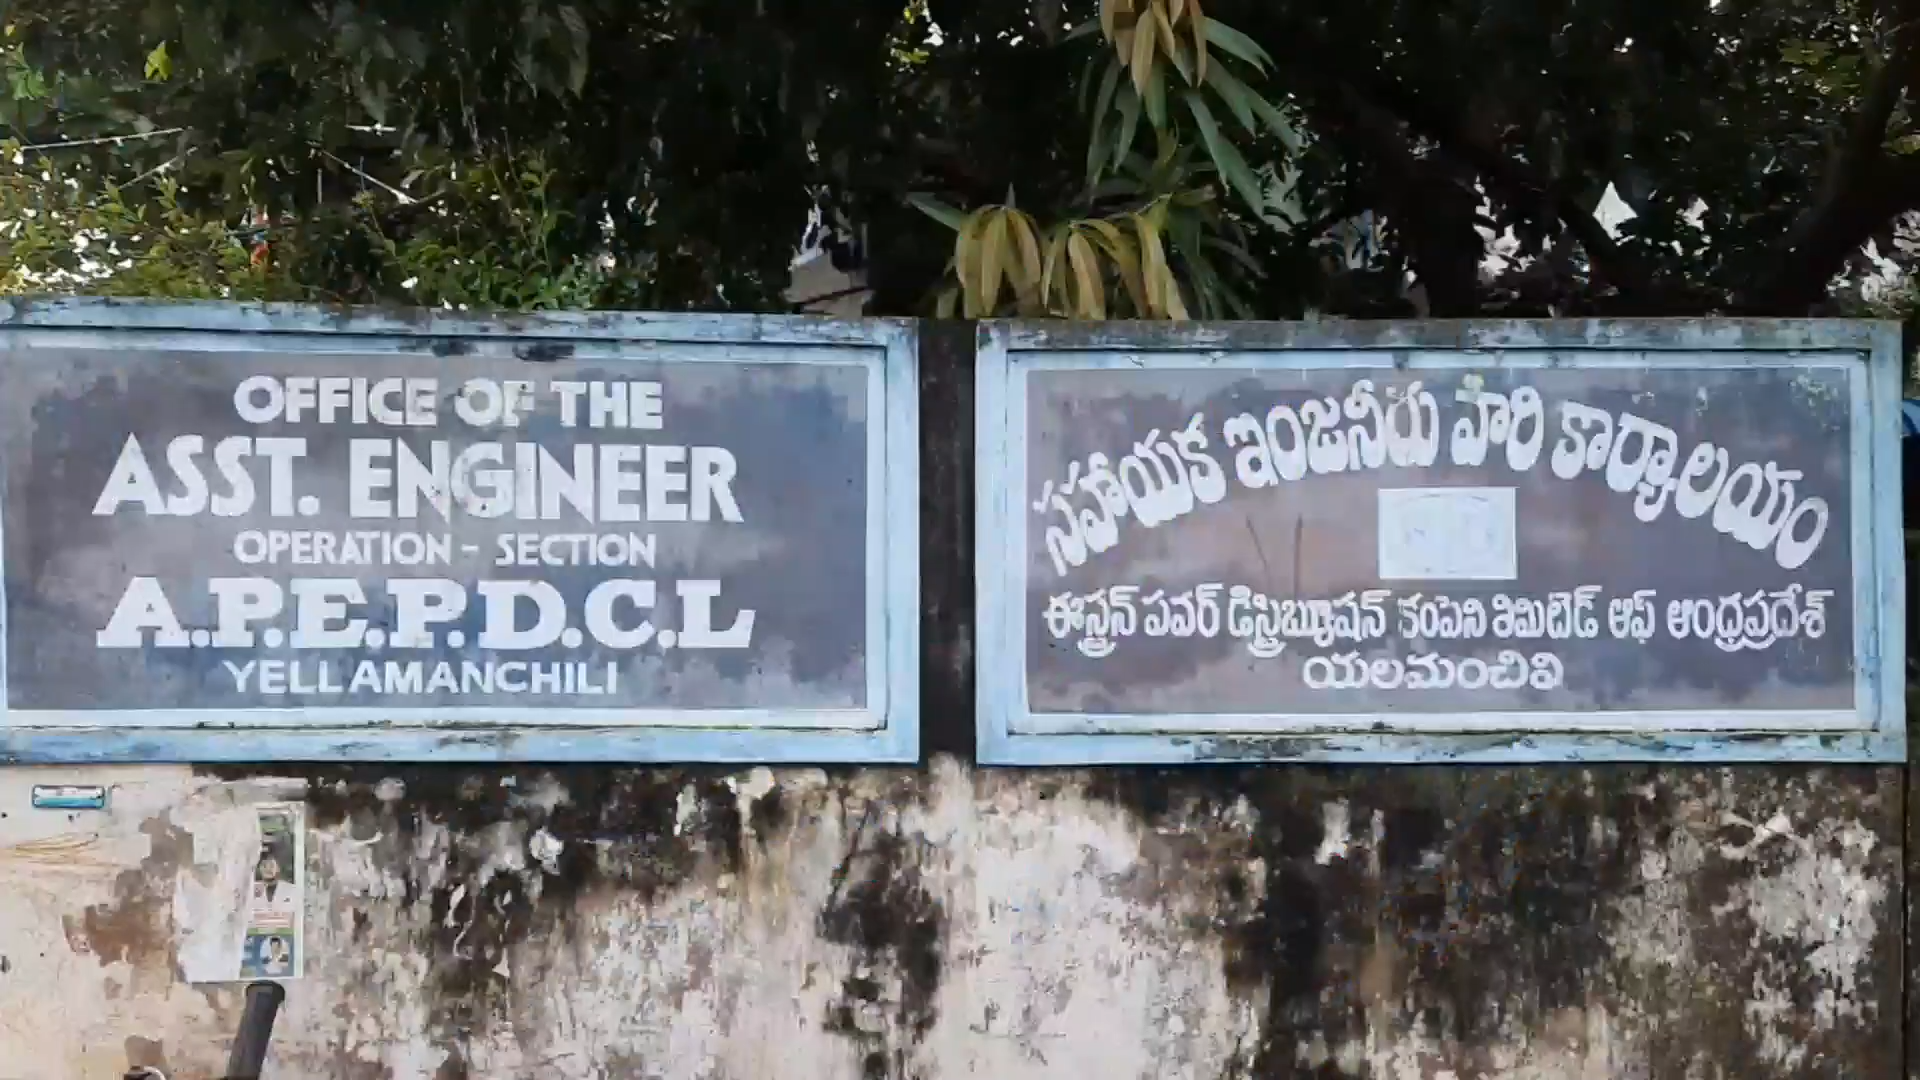 OFFICE OF THE
ASST. ENGINEER
OPERATION - SECTION
A.P.E.P.D.C.L
YELLAMANCHILI
సహాయక ఇంజనీరు వారి కార్యాలయం
ఈస్ట్రన్ పవర్ డిస్ట్రిబ్యూషన్ కంపెని లిమిటెడ్ ఆఫ్ ఆంధ్రప్రదేశ్
యలమంచిలి